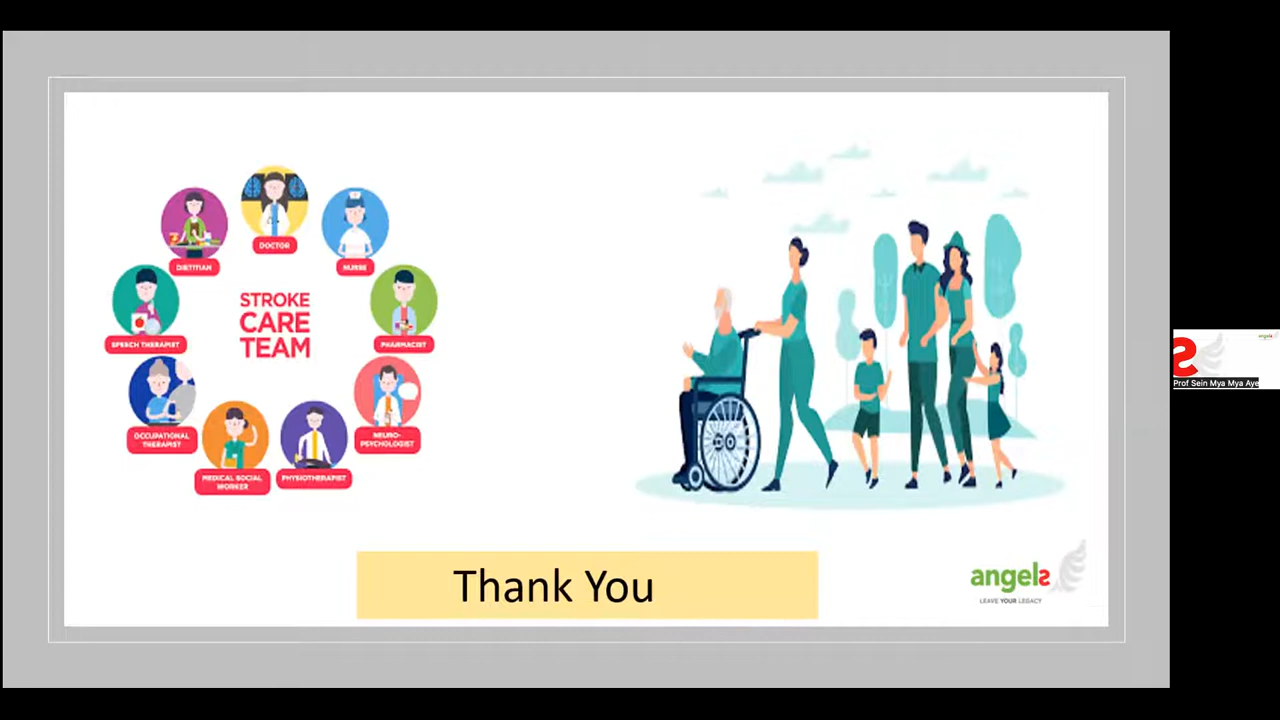 DOCTOR
DIETITIAN
NURSE
STROKE
CARE
TEAM
SPEECH THERAPIST
PHARMACIST
OCCUPATIONAL
THERAPIST
NEURO-
PSYCHOLOGIST
MEDICAL SOCIAL
WORKER
PHYSIOTHERAPIST
Thank You
angels
LEAVE YOUR LEGACY
Prof Sein Mya Mya Aye